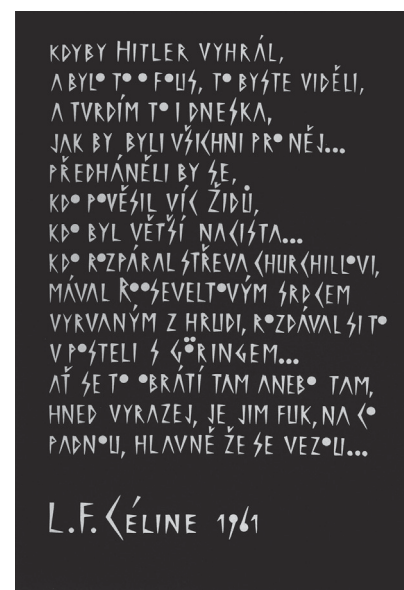 KDYBY HITLER VYHRÁL,
A BYLO TO O FOUS, TO BYSTE VIDĚLI,
A TVRDÍM TO I DNESKA,
JAK BY BYLI VŠICHNI PRO NĚJ...
PŘEDHÁNĚLI BY SE,
KDO POVĚSIL VÍC ŽIDŮ,
KDO BYL VĚTŠÍ NACISTA...
KDO ROZPÁRAL STŘEVA CHURCHILLOVI,
MÁVAL ROOSEVELTOVÝM SRDCEM
VYRVANÝM Z HRUDI, ROZDÁVAL SI TO
V POSTELI S GÖRINGEM...
AŤ SE TO OBRÁTÍ TAM ANEBO TAM,
HNED VYRAZEJ, JE JIM FUK, NA CO
PADNOU, HLAVNĚ ŽE SE VEZOU...
L.F. CÉLINE 1961